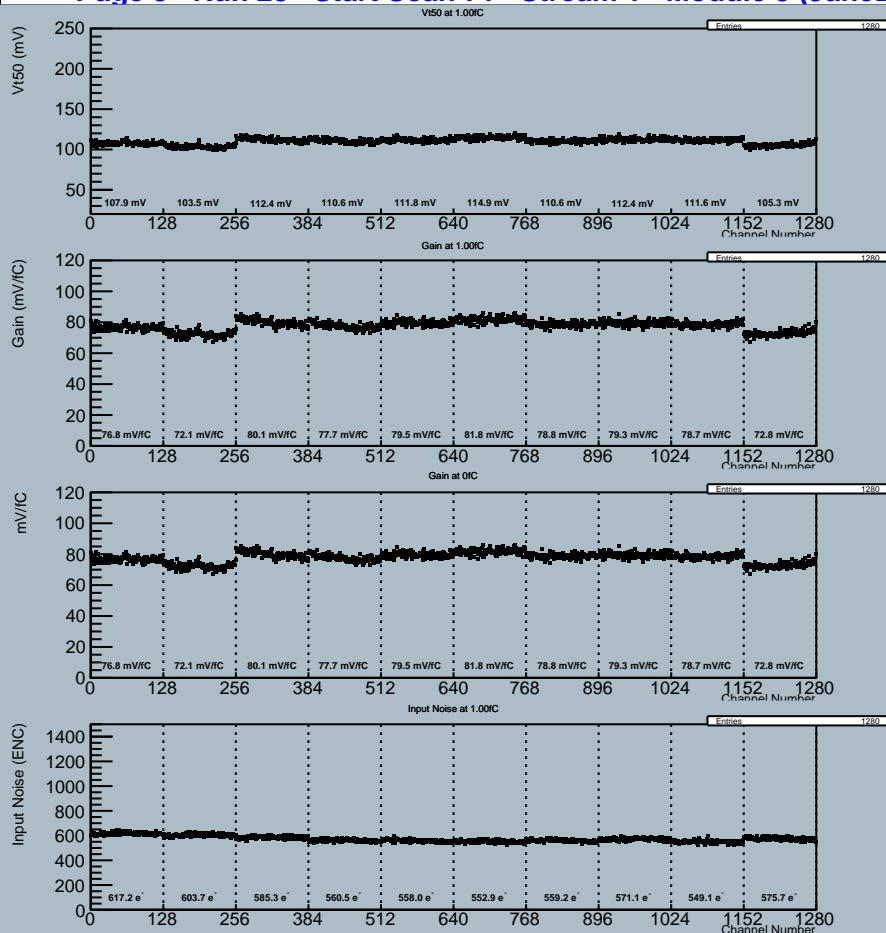 Vt50 at 1.00fC
Entries 1280
Vt50 (mV)
250
200
150
100
50
107.9 mV 103.5 mV 112.4 mV 110.6 mV 111.8 mV 114.9 mV 110.6 mV 112.4 mV 111.6 mV 105.3 mV
0 128 256 384 512 640 768 896 1024 1152 1280
Channel Number
Gain at 1.00fC
Entries 1280
Gain (mV/fC)
120
100
80
60
40
20
0
76.8 mV/fC 72.1 mV/fC 80.1 mV/fC 77.7 mV/fC 79.5 mV/fC 81.8 mV/fC 78.8 mV/fC 79.3 mV/fC 78.7 mV/fC 72.8 mV/fC
0 128 256 384 512 640 768 896 1024 1152 1280
Channel Number
Gain at 0fC
Entries 1280
mV/fC
120
100
80
60
40
20
0
76.8 mV/fC 72.1 mV/fC 80.1 mV/fC 77.7 mV/fC 79.5 mV/fC 81.8 mV/fC 78.8 mV/fC 79.3 mV/fC 78.7 mV/fC 72.8 mV/fC
0 128 256 384 512 640 768 896 1024 1152 1280
Channel Number
Input Noise at 1.00fC
Entries 1280
Input Noise (ENC)
1400
1200
1000
800
600
400
200
0
617.2 e⁻ 603.7 e⁻ 585.3 e⁻ 560.5 e⁻ 558.0 e⁻ 552.9 e⁻ 559.2 e⁻ 571.1 e⁻ 549.1 e⁻ 575.7 e⁻
0 128 256 384 512 640 768 896 1024 1152 1280
Channel Number